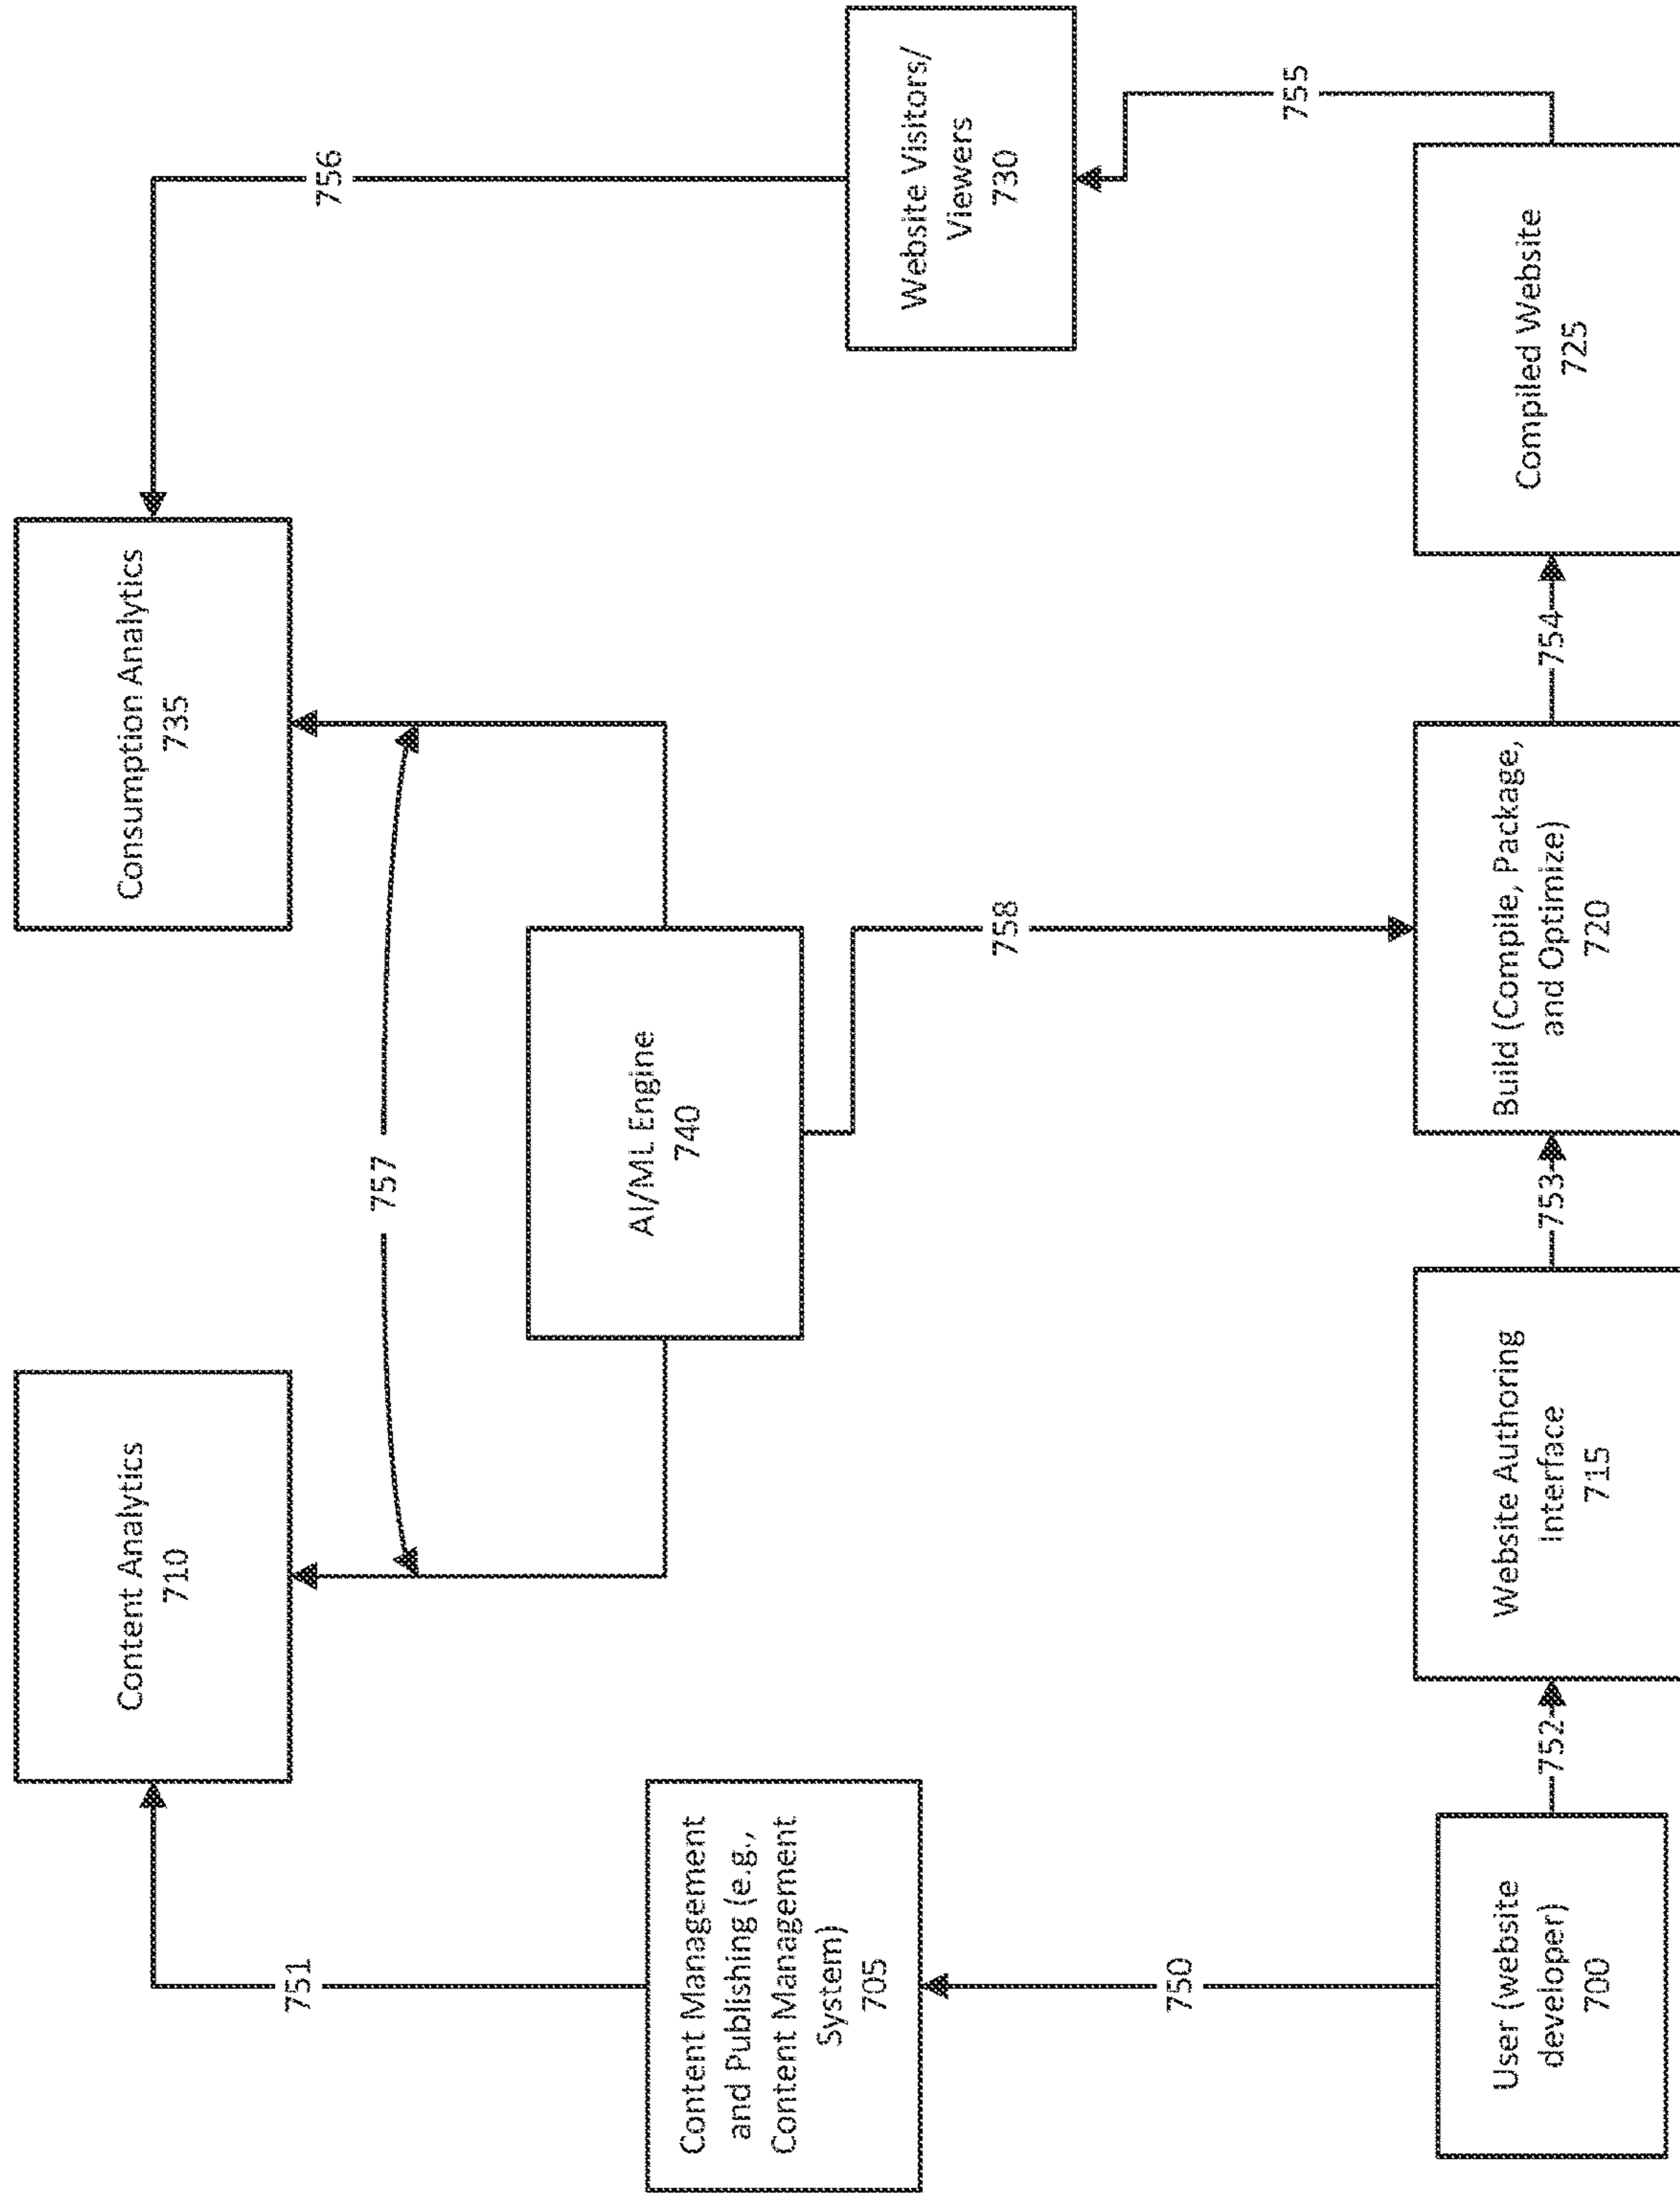 Content Analytics
710
Consumption Analytics
735
751
757
756
Content Management
and Publishing (e.g.,
Content Management
System)
705
AI/ML Engine
740
Website Visitors/
Viewers
730
750
758
755
User (website
developer)
700
752
Website Authoring
Interface
715
753
Build (Compile, Package,
and Optimize)
720
754
Compiled Website
725